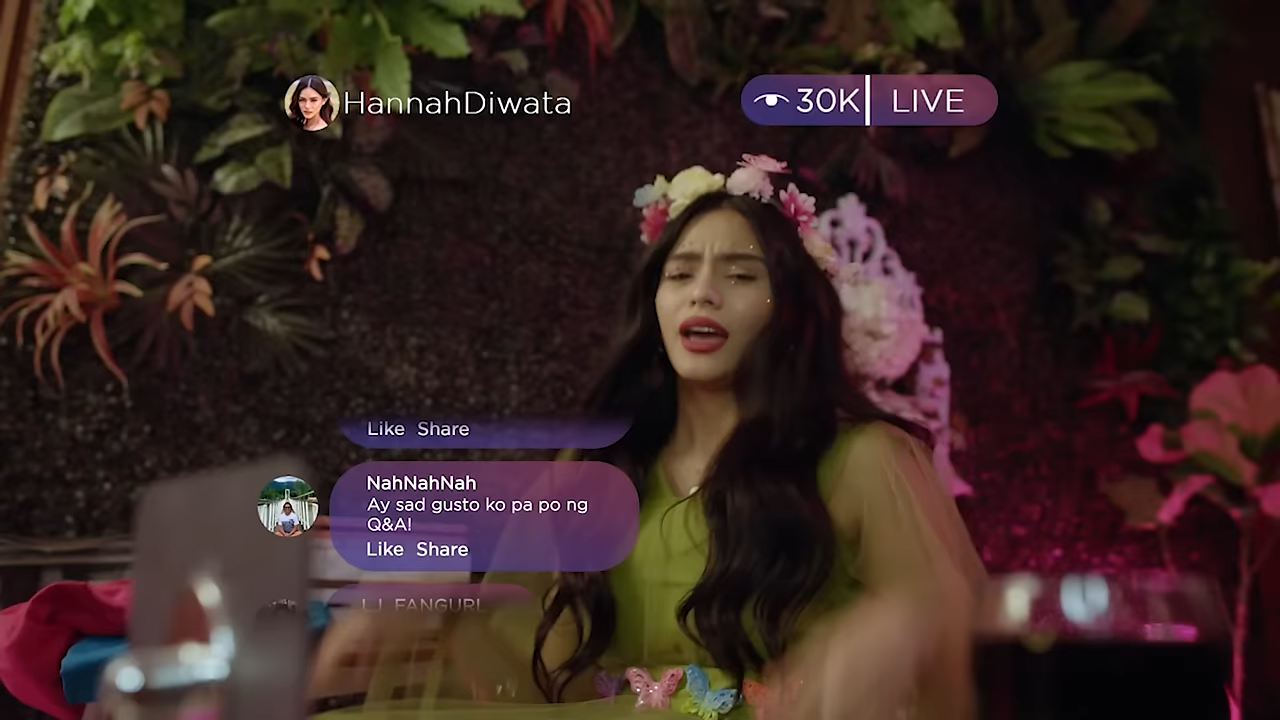 HannahDiwata
30K LIVE
Like Share
NahNahNah
Ay sad gusto ko pa po ng
Q&A!
Like Share